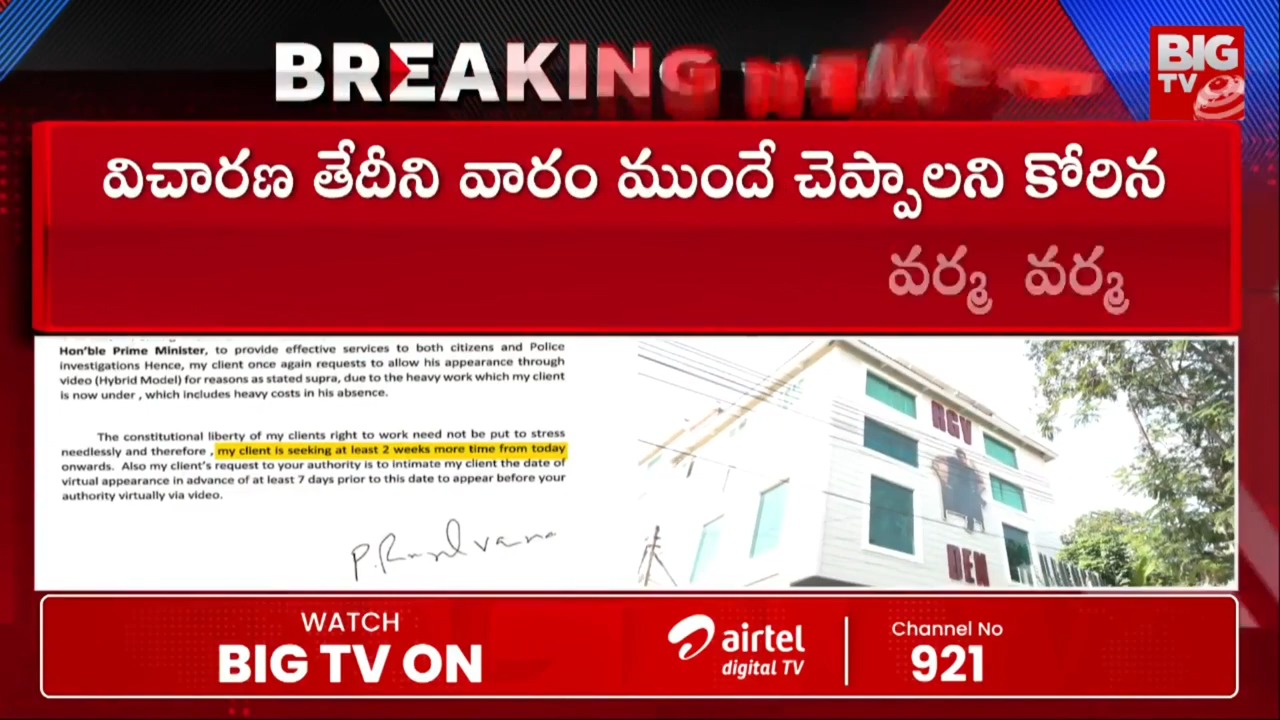 BREAKING
BIG
TV
విచారణ తేదీని వారం ముందే చెప్పాలని కోరిన
వర్మ వర్మ
Hon'ble Prime Minister, to provide effective services to both citizens and Police
investigations Hence, my client once again requests to allow his appearance through
video (Hybrid Model) for reasons as stated supra, due to the heavy work which my client
is now under , which includes heavy costs in his absence.
The constitutional liberty of my clients right to work need not be put to stress
needlessly and therefore , my client is seeking at least 2 weeks more time from today
onwards. Also my client's request to your authority is to intimate my client the date of
virtual appearance in advance of at least 7 days prior to this date to appear before your
authority virtually via video.
RGV
DEN
WATCH
BIG TV ON
airtel
digital TV
Channel No
921